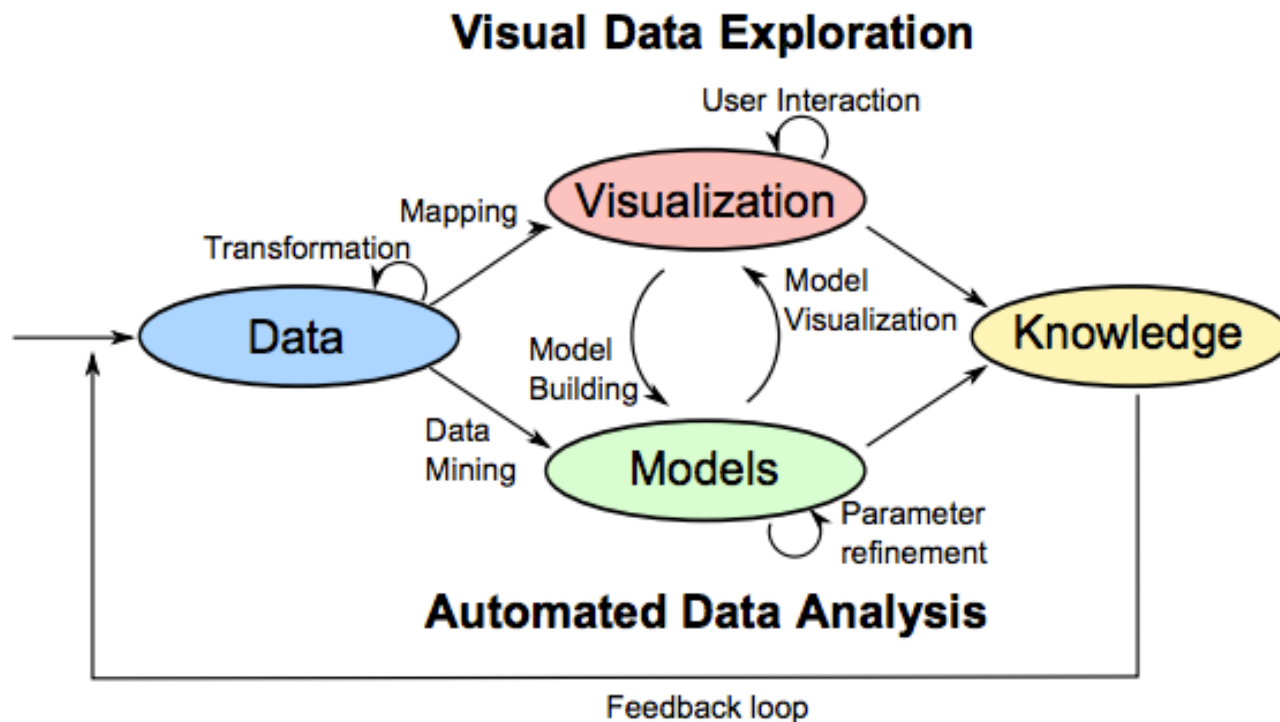 Visual Data Exploration
User Interaction
Visualization
Mapping
Transformation
Data
Model
Visualization
Knowledge
Model
Building
Data
Mining
Models
Parameter
refinement
Automated Data Analysis
Feedback loop